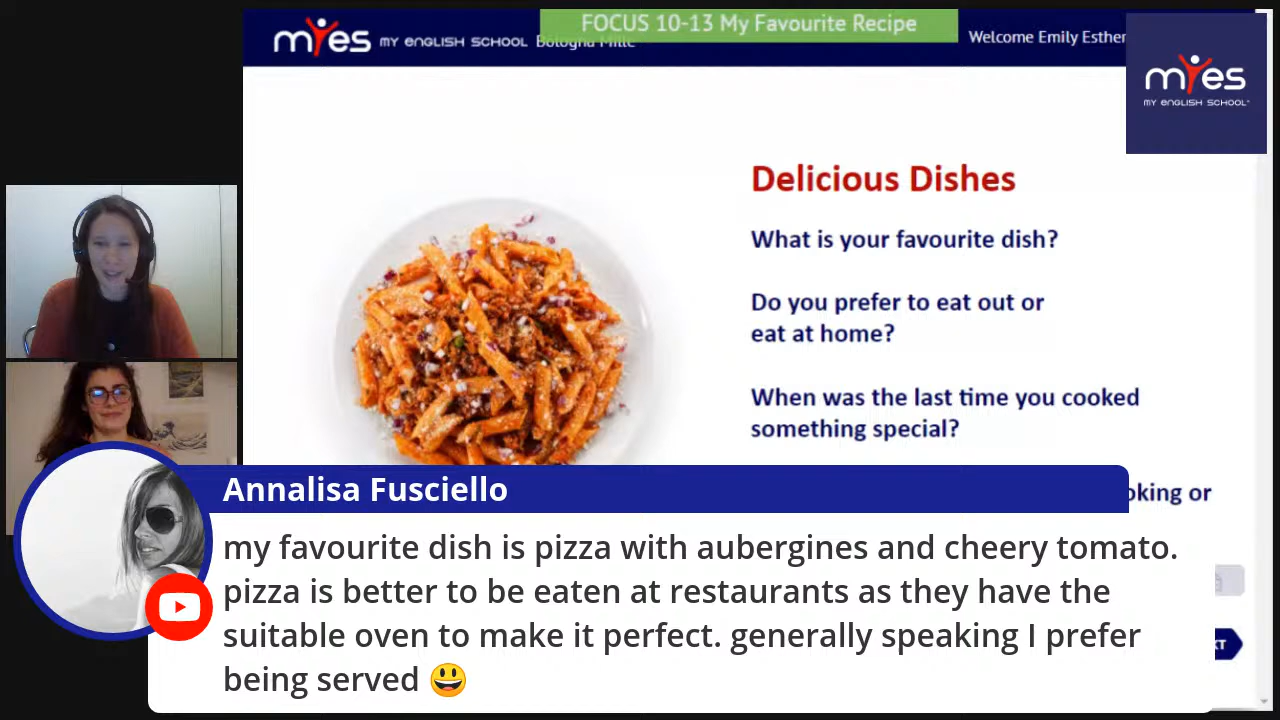 FOCUS 10-13 My Favourite Recipe
myes MY ENGLISH SCHOOL Bologna Mille
Welcome Emily Esther
myes
MY ENGLISH SCHOOL
Delicious Dishes
What is your favourite dish?
Do you prefer to eat out or
eat at home?
When was the last time you cooked
something special?
or
Annalisa Fusciello
my favourite dish is pizza with aubergines and cheery tomato.
pizza is better to be eaten at restaurants as they have the
suitable oven to make it perfect. generally speaking I prefer
being served 😃